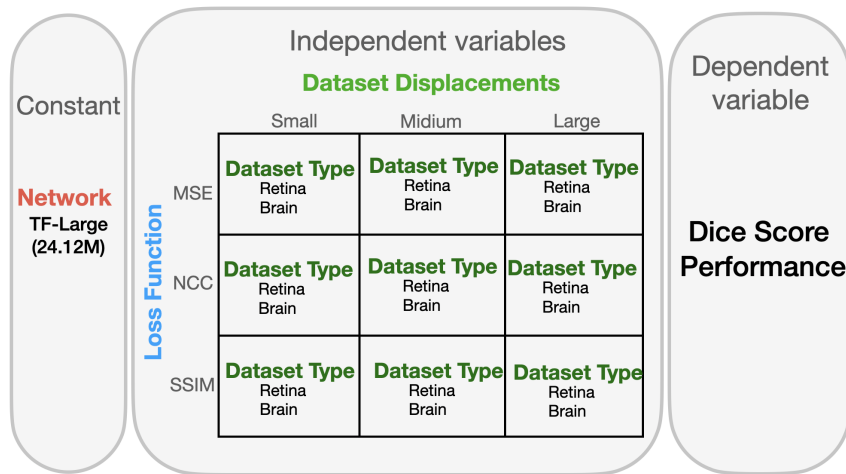 Constant
Network
TF-Large
(24.12M)
Independent variables
Dataset Displacements
Small Midium Large
Loss Function
MSE
Dataset Type Dataset Type Dataset Type
Retina Retina Retina
Brain Brain Brain
NCC
Dataset Type Dataset Type Dataset Type
Retina Retina Retina
Brain Brain Brain
SSIM
Dataset Type Dataset Type Dataset Type
Retina Retina Retina
Brain Brain Brain
Dependent
variable
Dice Score
Performance